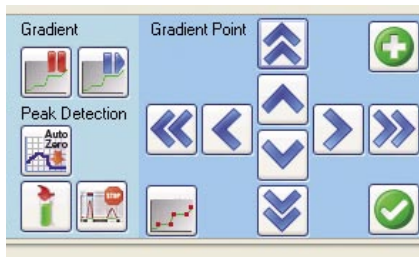 Gradient
Gradient Point
Peak Detection
Auto
Zero
STOP